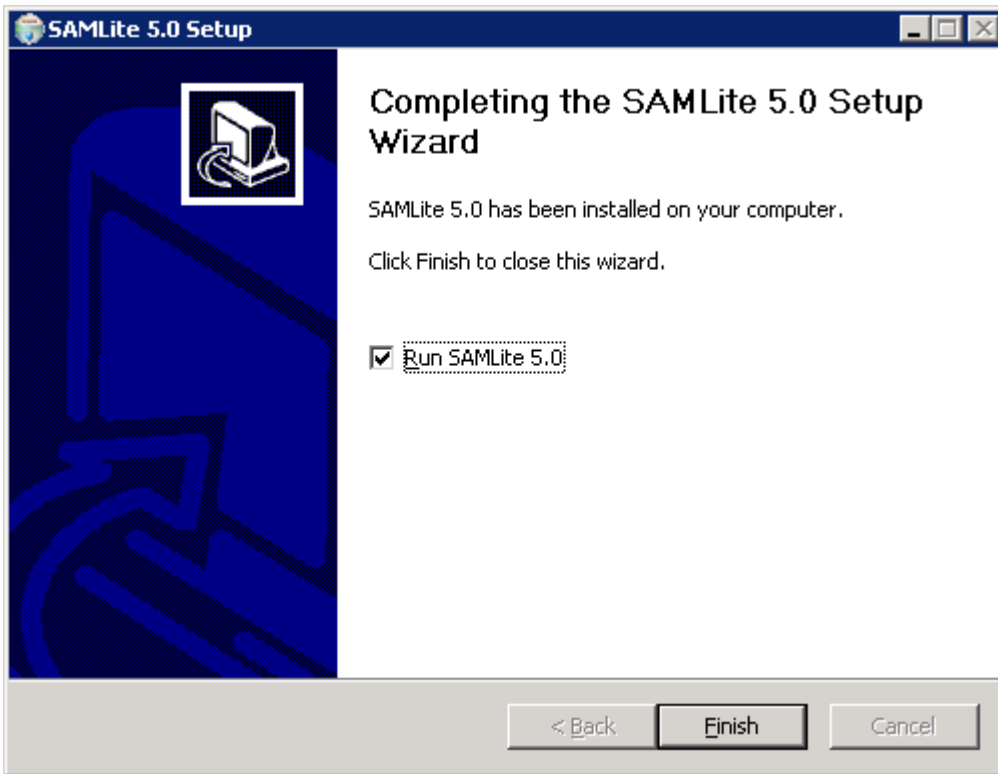 SAMLite 5.0 Setup
Completing the SAMLite 5.0 Setup
Wizard
SAMLite 5.0 has been installed on your computer.
Click Finish to close this wizard.
Run SAMLite 5.0
< Back
Finish
Cancel